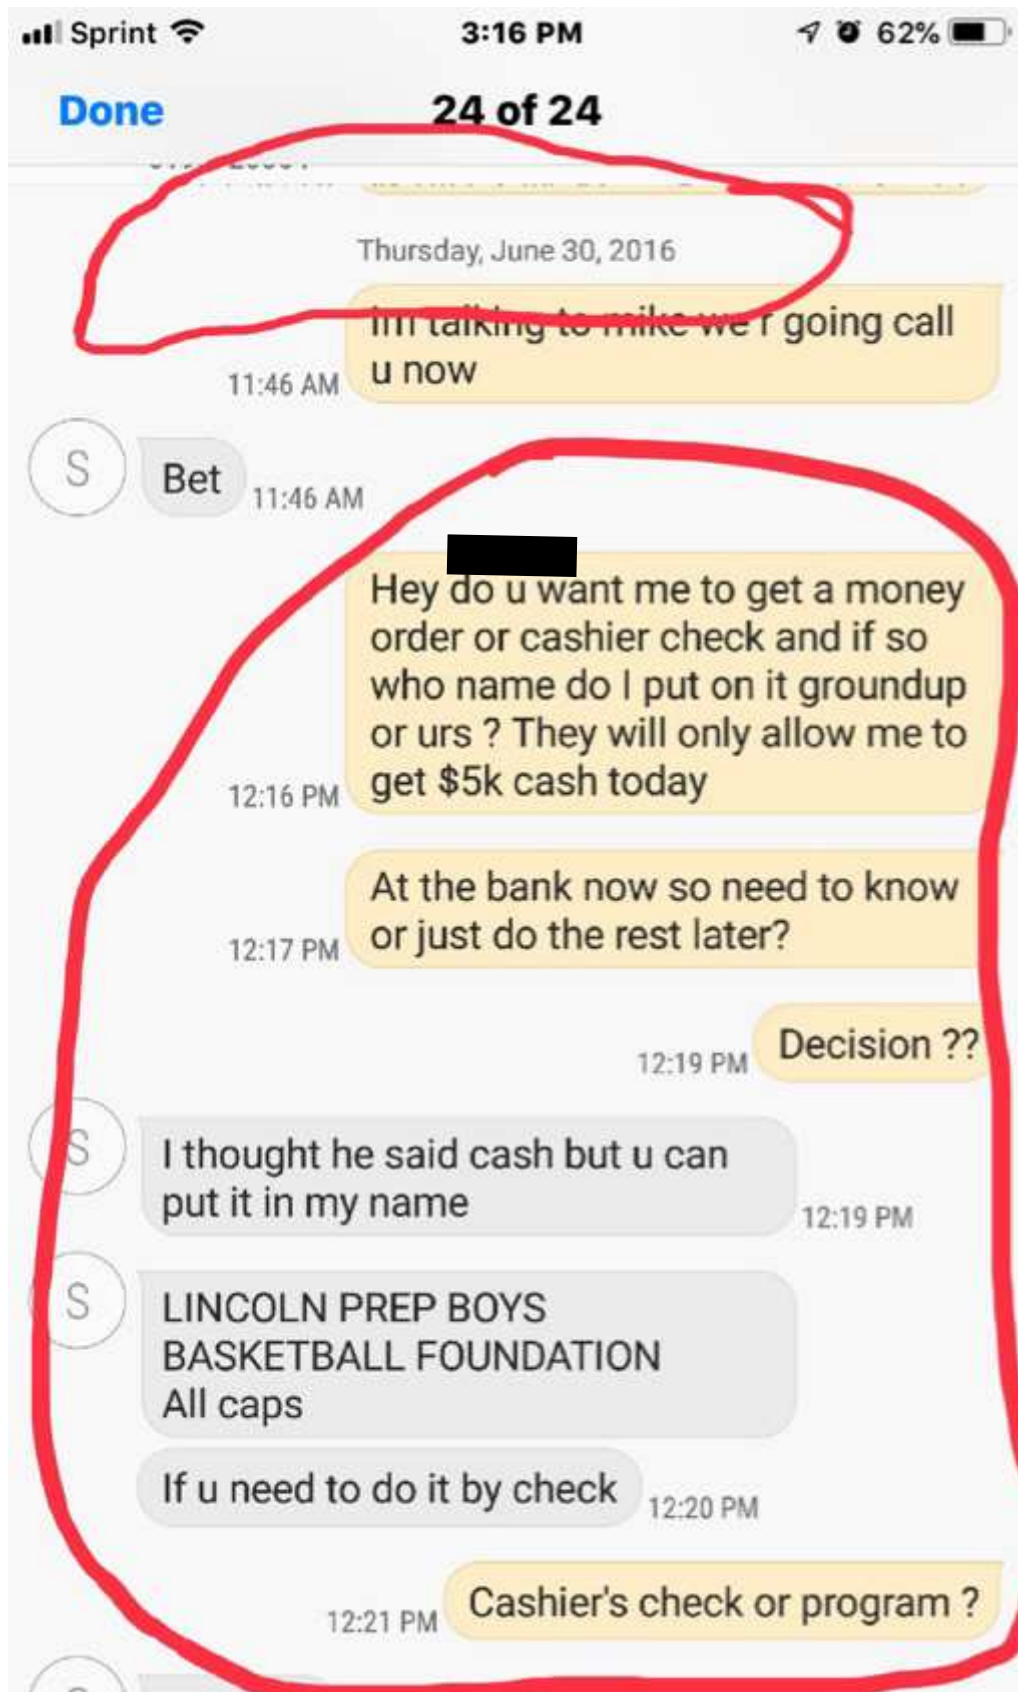 Sprint 3:16 PM 62%
Done 24 of 24
Thursday, June 30, 2016
Im talking to mike we r going call
u now
11:46 AM
S Bet 11:46 AM
Hey do u want me to get a money
order or cashier check and if so
who name do I put on it groundup
or urs ? They will only allow me to
get $5k cash today
12:16 PM
At the bank now so need to know
or just do the rest later?
12:17 PM
Decision ??
12:19 PM
S I thought he said cash but u can
put it in my name
12:19 PM
S LINCOLN PREP BOYS
BASKETBALL FOUNDATION
All caps
If u need to do it by check
12:20 PM
Cashier's check or program ?
12:21 PM